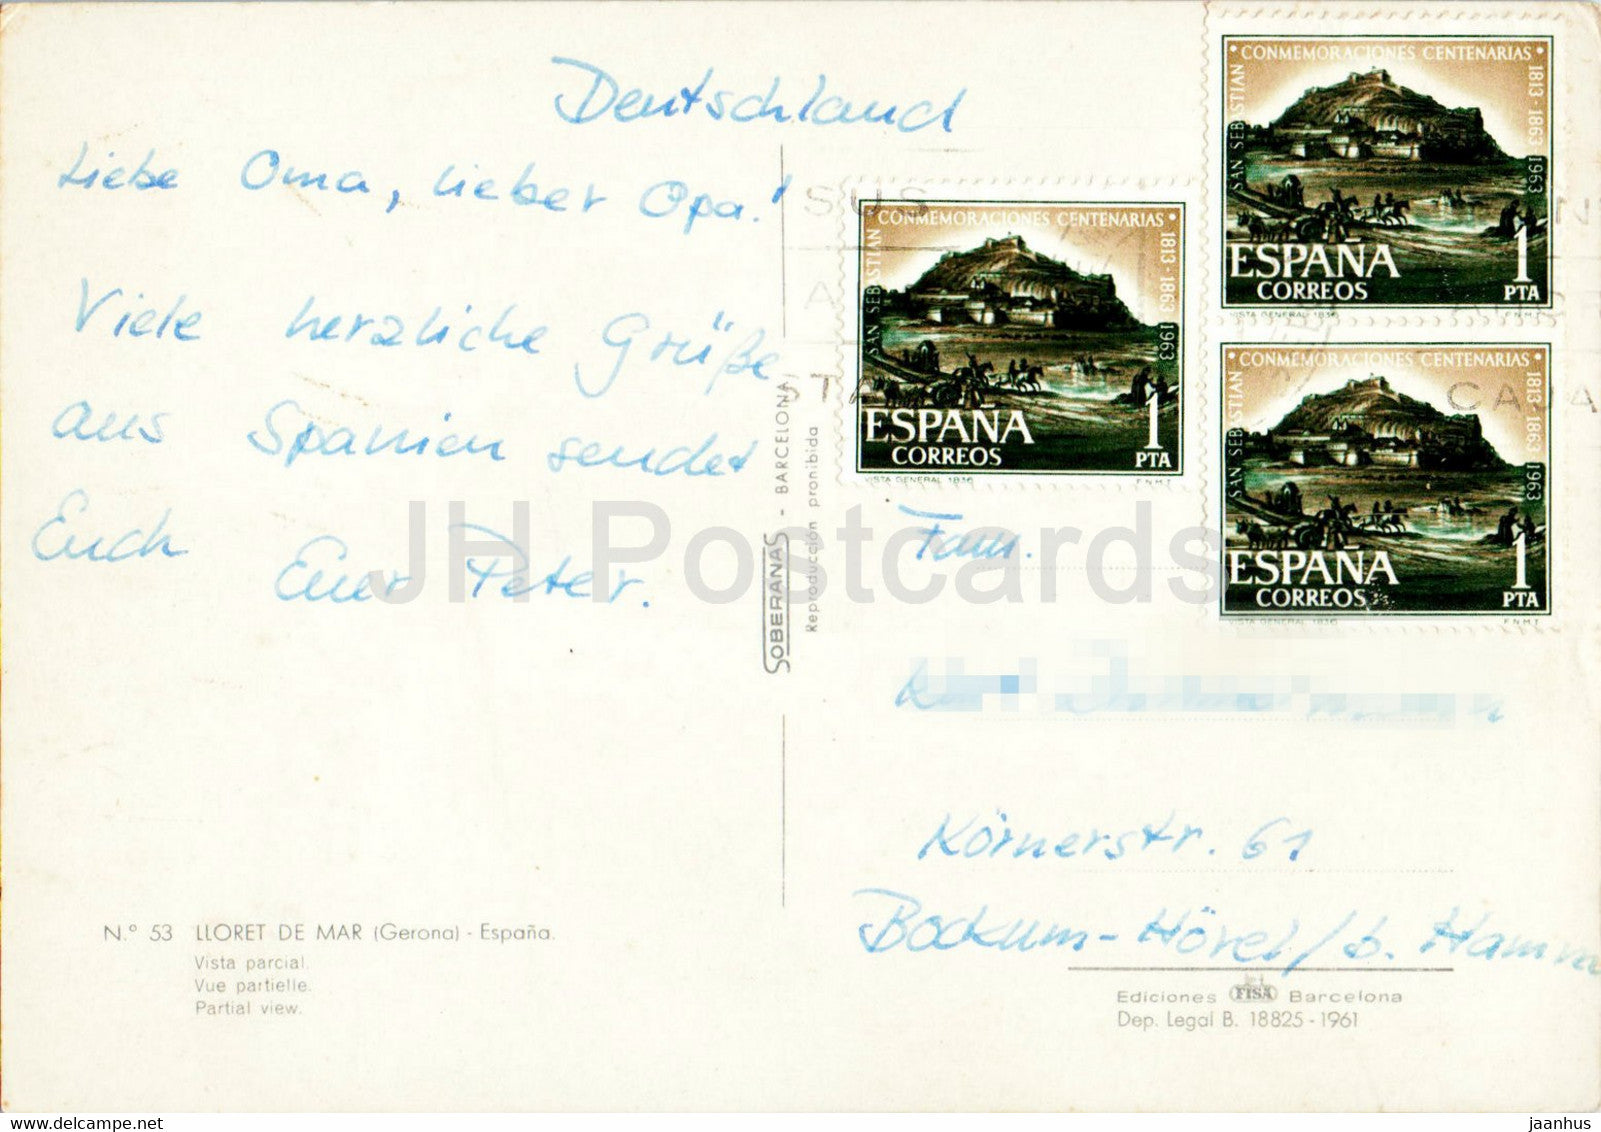 Deutschland
Liebe Oma, lieber Opa!
Viele herzliche Grüße
aus Spanien sendet
Euch Euer Peter.
N.º 53 LLORET DE MAR (Gerona) - España.
Vista parcial.
Vue partielle.
Partial view.
SOBERANAS - BARCELONA
Reproducción prohibida
SUS
CAJA
• CONMEMORACIONES CENTENARIAS •
SAN SEBASTIAN
1813 - 1863 1963
ESPAÑA
CORREOS
1
PTA
VISTA GENERAL 1836 F.N.M.T.
• CONMEMORACIONES CENTENARIAS •
SAN SEBASTIAN
1813 - 1863 1963
ESPAÑA
CORREOS
1
PTA
VISTA GENERAL 1836 F.N.M.T.
CONMEMORACIONES CENTENARIAS •
SAN SEBASTIAN
1813 - 1863 1963
ESPAÑA
CORREOS
1
PTA
VISTA GENERAL 1836 F.N.M.T.
Fam.
Körnerstr. 61
Bockum-Hövel/b. Hamm
Ediciones FISA Barcelona
Dep. Legal B. 18825 - 1961
JH Postcards
www.delcampe.net
jaanhus